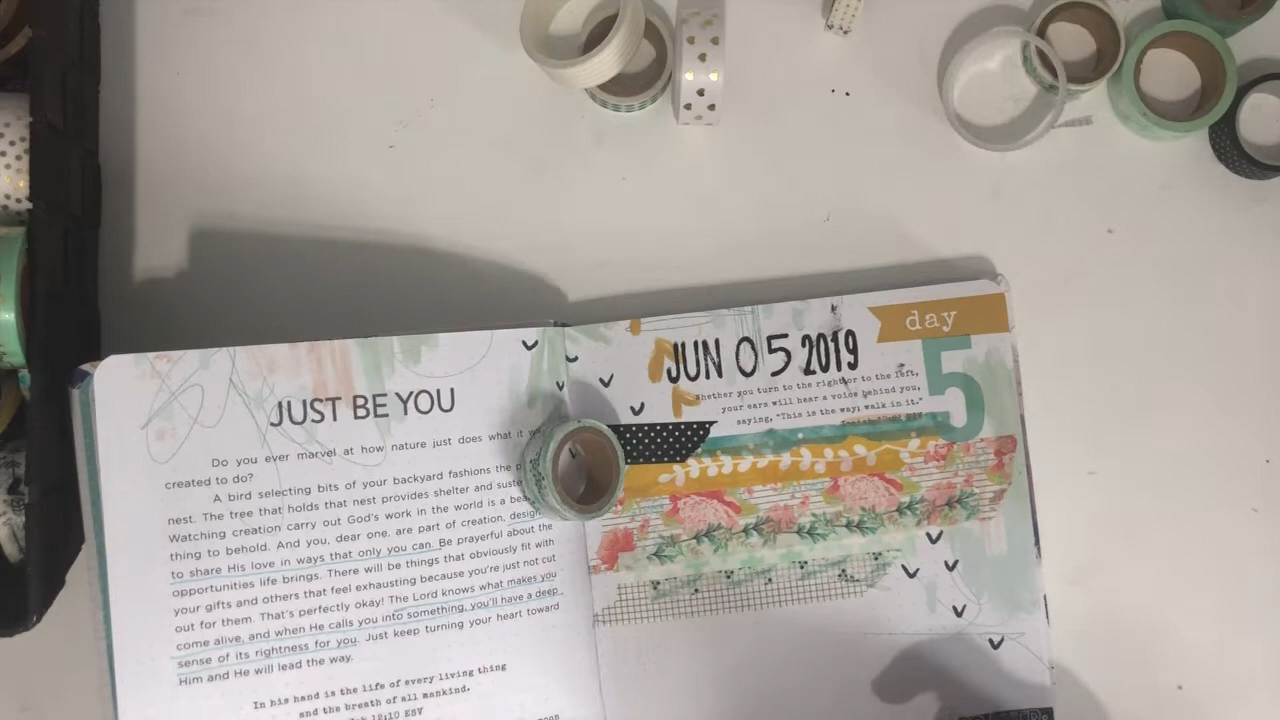 JUST BE YOU
Do you ever marvel at how nature just does what it
created to do?
A bird selecting bits of your backyard fashions the
nest. The tree that holds that nest provides shelter and
Watching creation carry out God's work in the world is a
thing to behold. And you, dear one, are part of creation,
to share His love in ways that only you can. Be prayerful about the
opportunities life brings. There will be things that obviously fit with
your gifts and others that feel exhausting because you're just not cut
out for them. That's perfectly okay! The Lord knows what makes you
come alive, and when He calls you into something, you'll have a deep
sense of its rightness for you. Just keep turning your heart toward
Him and He will lead the way.
In his hand is the life of every living thing
and the breath of all mankind.
12:10 ESV
day
5
JUN 05 2019
whether you turn to the right or to the left,
your ears will hear a voice behind you,
saying, "This is the way; walk in it."